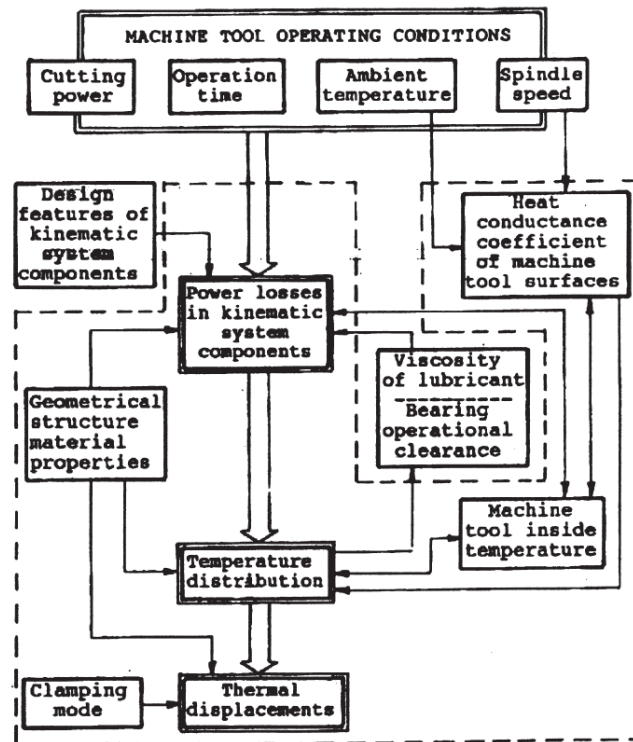 MACHINE TOOL OPERATING CONDITIONS
Cutting
power
Operation
time
Ambient
temperature
Spindle
speed
Design
features of
kinematic
system
components
Heat
conductance
coefficient
of machine
tool surfaces
Power losses
in kinematic
system
components
Viscosity
of lubricant
Bearing
operational
clearance
Geometrical
structure
material
properties
Machine
tool inside
temperature
Temperature
distribution
Clamping
mode
Thermal
displacements